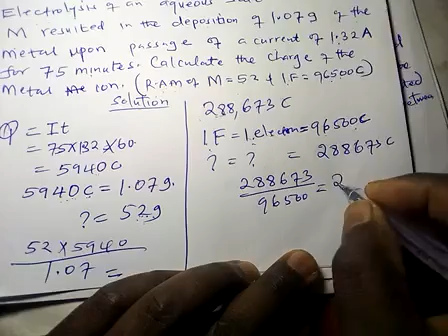 Electrolysis of an aqueous
M resulted in the deposition of 1.07g of the
metal upon passage of a current of 1.32A
for 75 minutes. Calculate the charge of the
Metal ion. (R.A.M of M = 52 + 1F = 96500C)
Solution
Q = It
= 75×132×60
= 5940C
5940C = 1.07g.
? = 52g
52 × 5940
1.07 =
288,673 C
1F = 1 electron = 96500C
? = ? = 288673C
288673
96500 = 2